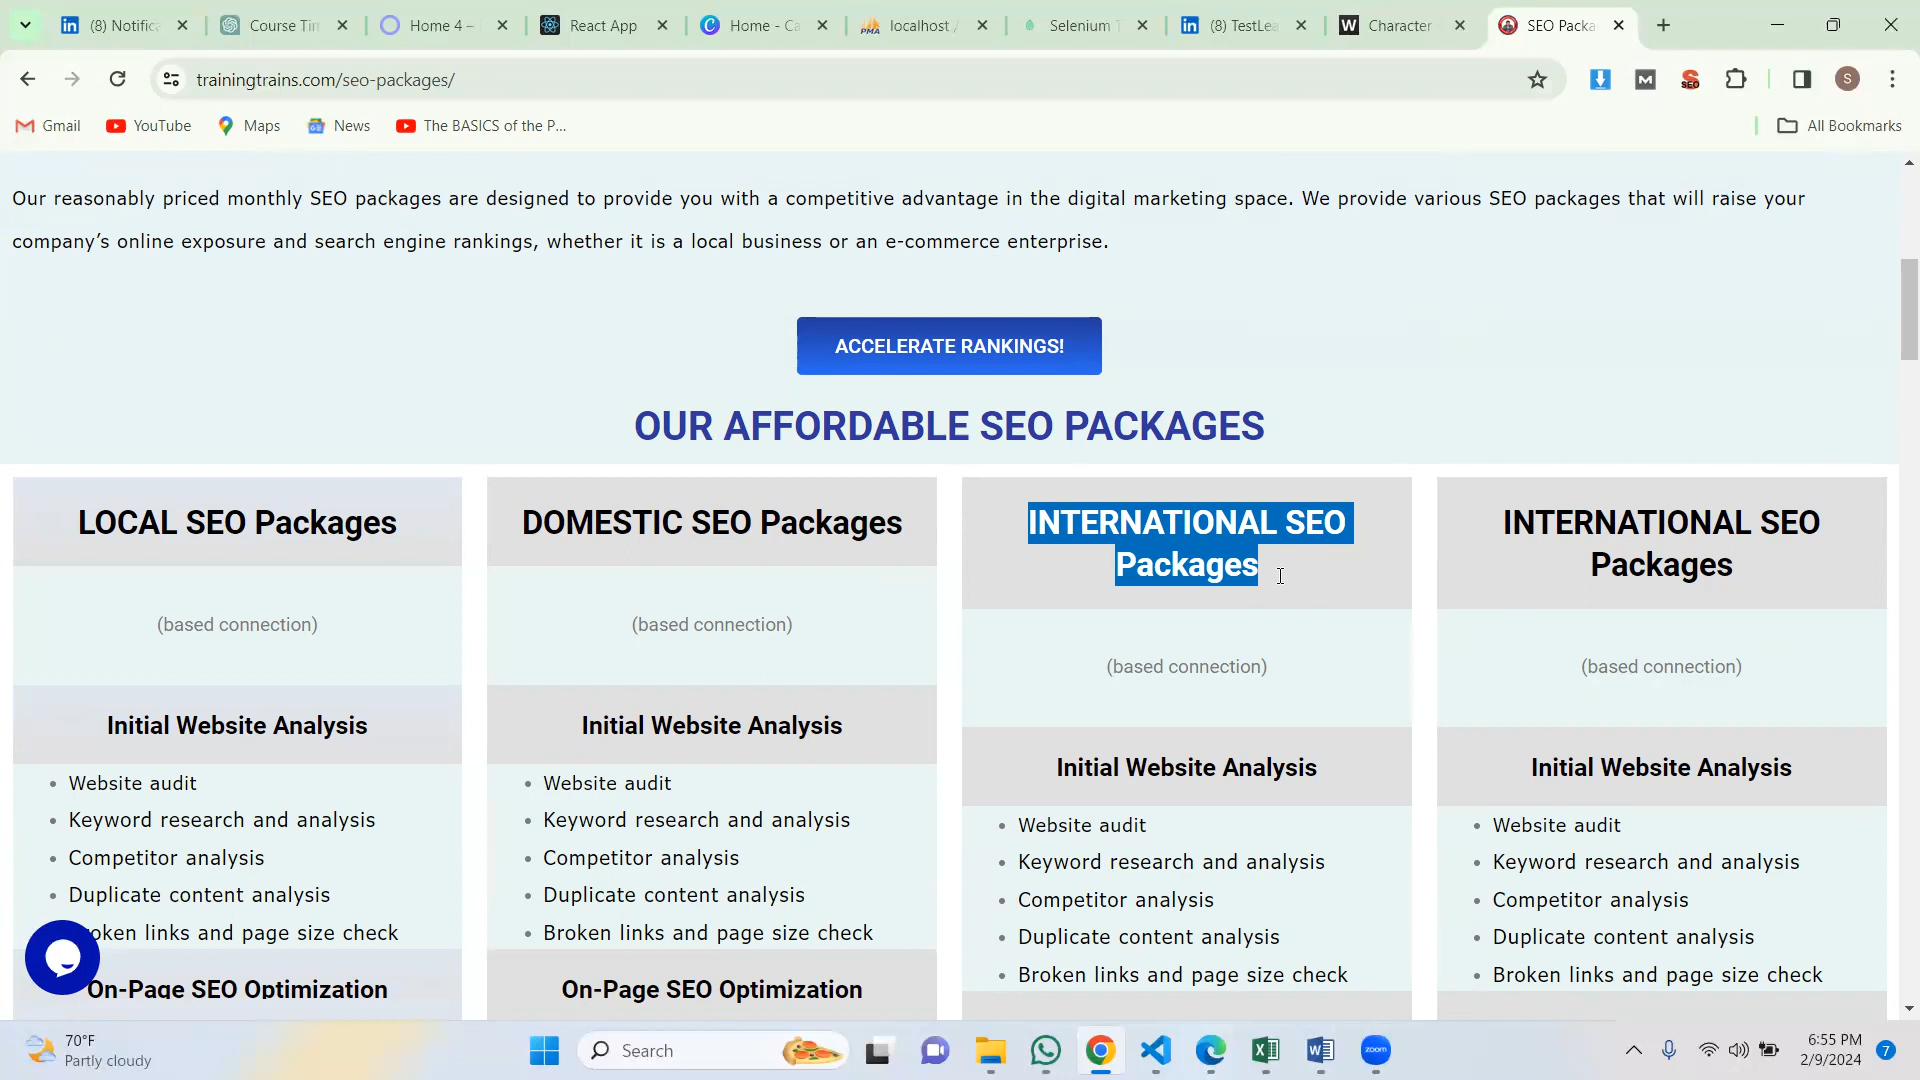 (8) Notific
Course Tin
Home 4 –
React App
Home - Ca
PMA
localhost /
Selenium T
(8) TestLea
W
Character
SEO Packa
trainingtrains.com/seo-packages/
M
SEO
S
Gmail
YouTube
Maps
News
The BASICS of the P...
All Bookmarks
Our reasonably priced monthly SEO packages are designed to provide you with a competitive advantage in the digital marketing space. We provide various SEO packages that will raise your
company’s online exposure and search engine rankings, whether it is a local business or an e-commerce enterprise.
ACCELERATE RANKINGS!
OUR AFFORDABLE SEO PACKAGES
LOCAL SEO Packages
(based connection)
Initial Website Analysis
Website audit
Keyword research and analysis
Competitor analysis
Duplicate content analysis
oken links and page size check
On-Page SEO Optimization
DOMESTIC SEO Packages
(based connection)
Initial Website Analysis
Website audit
Keyword research and analysis
Competitor analysis
Duplicate content analysis
Broken links and page size check
On-Page SEO Optimization
INTERNATIONAL SEO
Packages
(based connection)
Initial Website Analysis
Website audit
Keyword research and analysis
Competitor analysis
Duplicate content analysis
Broken links and page size check
INTERNATIONAL SEO
Packages
(based connection)
Initial Website Analysis
Website audit
Keyword research and analysis
Competitor analysis
Duplicate content analysis
Broken links and page size check
70°F
Partly cloudy
Search
zoom
6:55 PM
2/9/2024
7